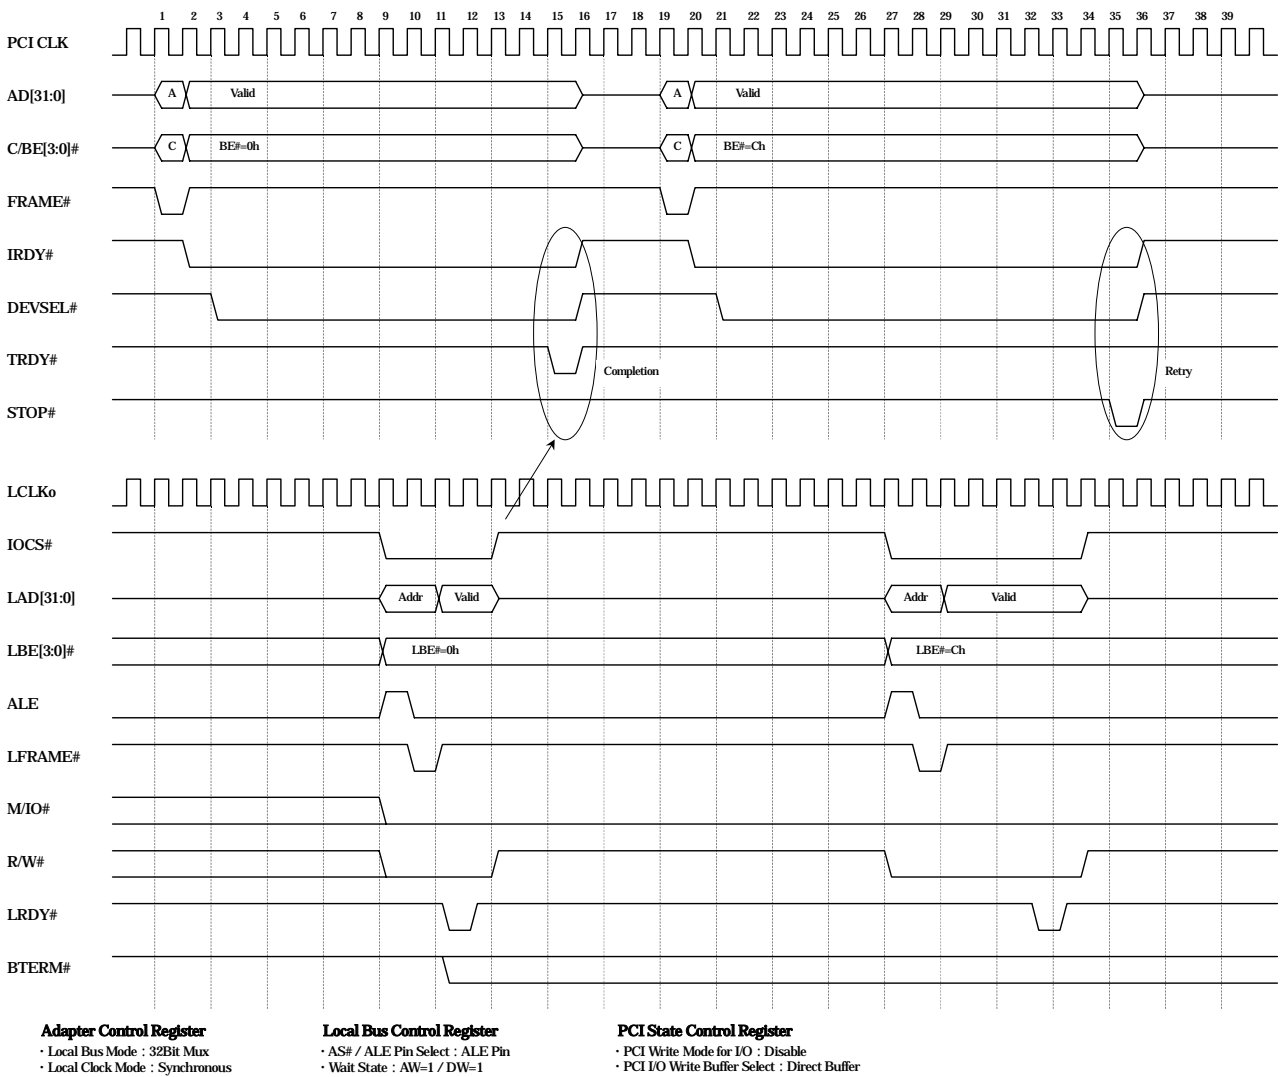 1 2 3 4 5 6 7 8 9 10 11 12 13 14 15 16 17 18 19 20 21 22 23 24 25 26 27 28 29 30 31 32 33 34 35 36 37 38 39
PCI CLK
AD[31:0] A Valid A Valid
C/BE[3:0]# C BE#=0h C BE#=Ch
FRAME#
IRDY#
DEVSEL#
TRDY#
Completion Retry
STOP#
LCLKo
IOCS#
LAD[31:0] Addr Valid Addr Valid
LBE[3:0]# LBE#=0h LBE#=Ch
ALE
LFRAME#
M/IO#
R/W#
LRDY#
BTERM#
Adapter Control Register
・Local Bus Mode : 32Bit Mux
・Local Clock Mode : Synchronous
Local Bus Control Register
・AS# / ALE Pin Select : ALE Pin
・Wait State : AW=1 / DW=1
PCI State Control Register
・PCI Write Mode for I/O : Disable
・PCI I/O Write Buffer Select : Direct Buffer